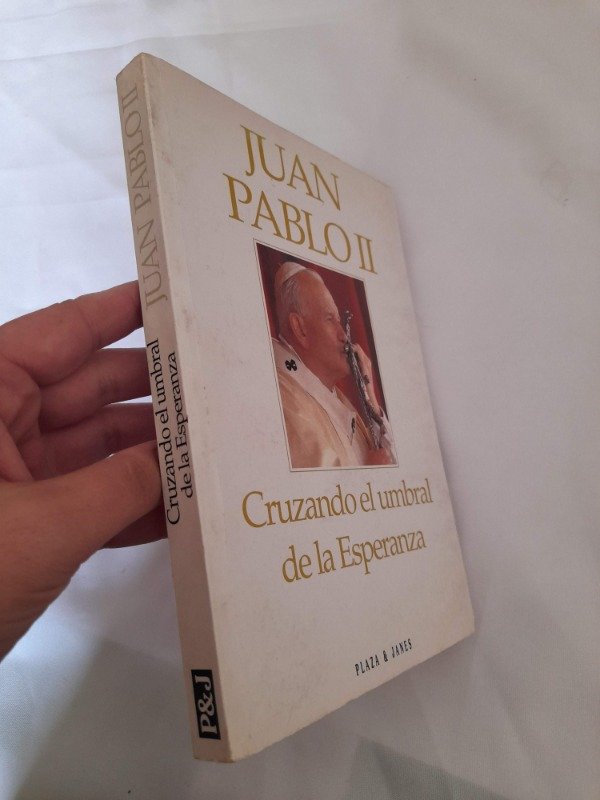 JUAN
PABLO II
Cruzando el umbral
de la Esperanza
PLAZA & JANES
JUAN PABLO II
Cruzando el umbral
de la Esperanza
P&J